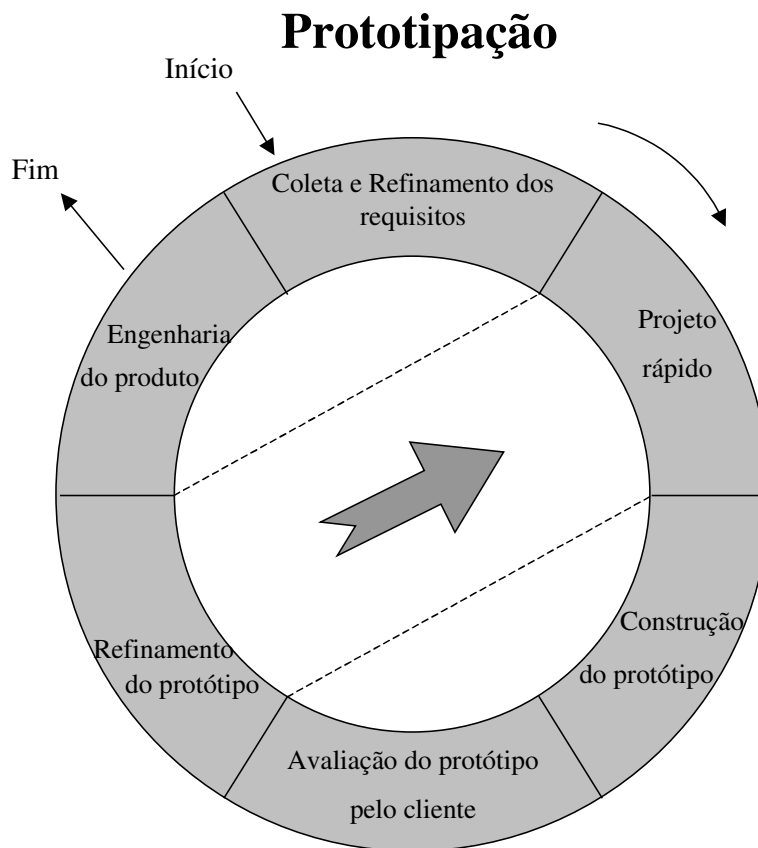 Prototipação
Início
Fim
Coleta e Refinamento dos
requisitos
Projeto
rápido
Construção
do protótipo
Avaliação do protótipo
pelo cliente
Refinamento
do protótipo
Engenharia
do produto